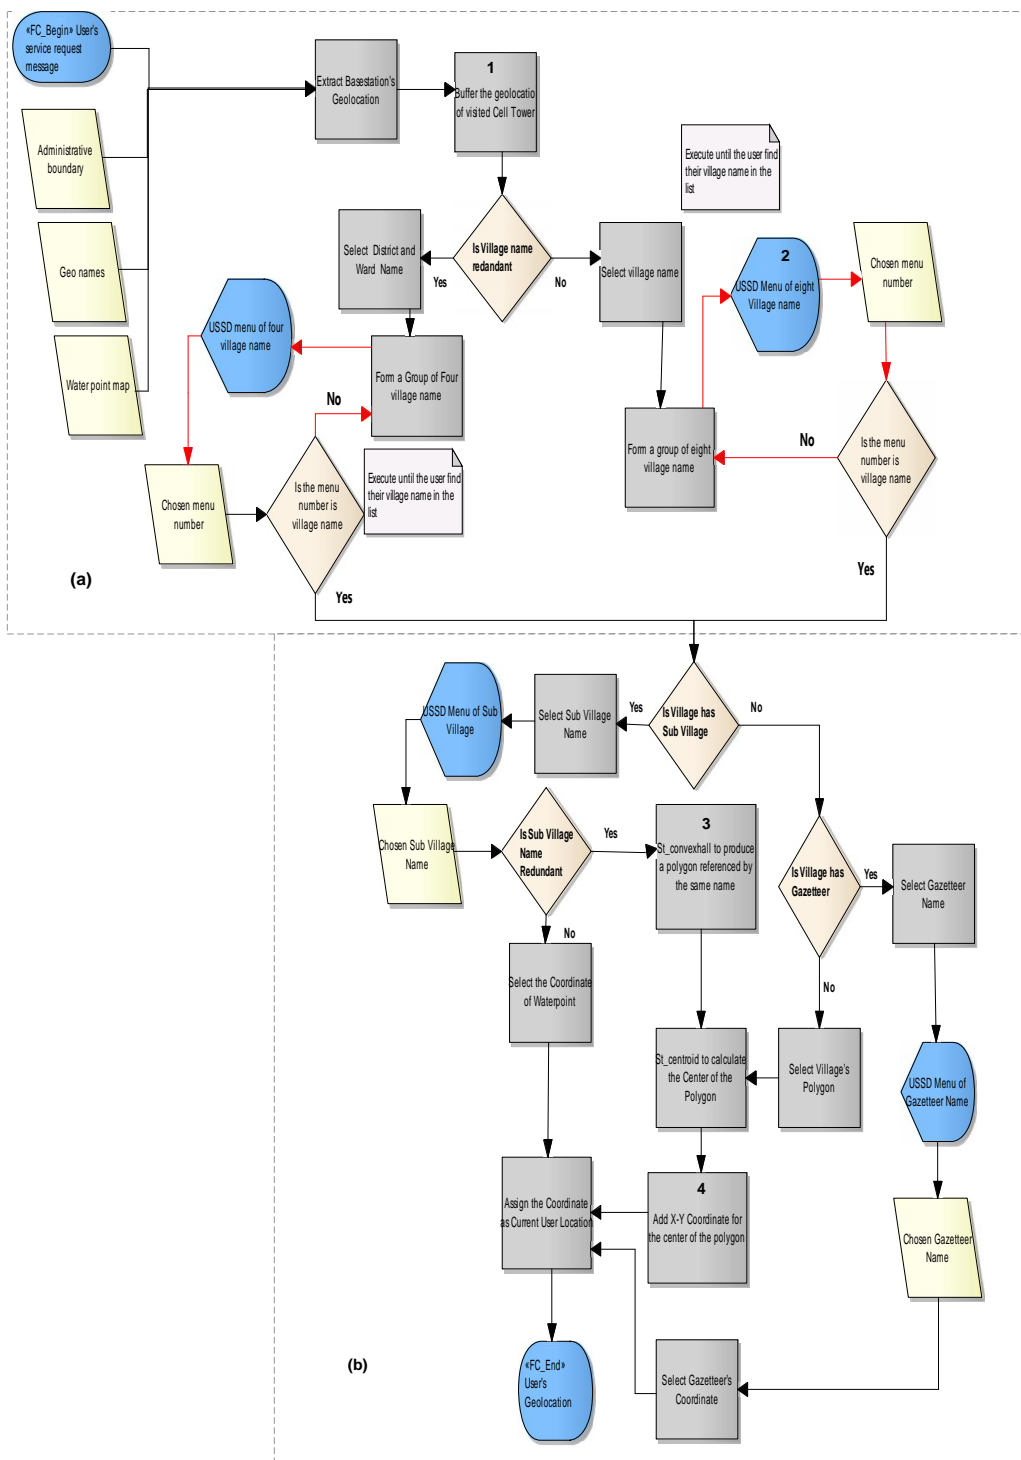 «FC_Begin» User's
service request
message
Administrative
boundary
Geo names
Water point map
Extract Basestation's
Geolocation
1
Buffer the geolocatio
of visited Cell Tower
Is Village name
redandant
Yes
No
Select District and
Ward Name
Select village name
Execute until the user find
their village name in the
list
2
USSD Menu of eight
Village name
Chosen menu
number
USSD menu of four
village name
Form a Group of Four
village name
No
Execute until the user find
their village name in the
list
Chosen menu
number
Is the menu
number is
village name
Yes
Form a group of eight
village name
No
Is the menu
number is
village name
Yes
(a)
Is Village has
Sub Village
Yes
No
Select Sub Village
Name
USSD Menu of Sub
Village
Chosen Sub Village
Name
Is Sub Village
Name
Redundant
Yes
No
3
St_convexhall to produce
a polygon referenced by
the same name
Is Village has
Gazetteer
Yes
No
Select Gazetteer
Name
Select the Coordinate
of Waterpoint
St_centroid to calculate
the Center of the
Polygon
Select Village's
Polygon
USSD Menu of
Gazetteer Name
Assign the Coordinate
as Current User Location
4
Add X-Y Coordinate for
the center of the polygon
Chosen Gazetteer
Name
(b)
«FC_End»
User's
Geolocation
Select Gazetteer's
Coordinate